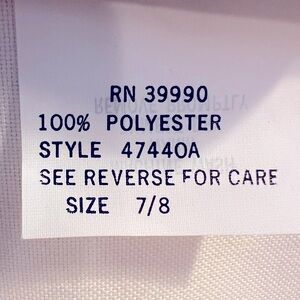 RN 39990
100% POLYESTER
STYLE 47440A
SEE REVERSE FOR CARE
SIZE 7/8